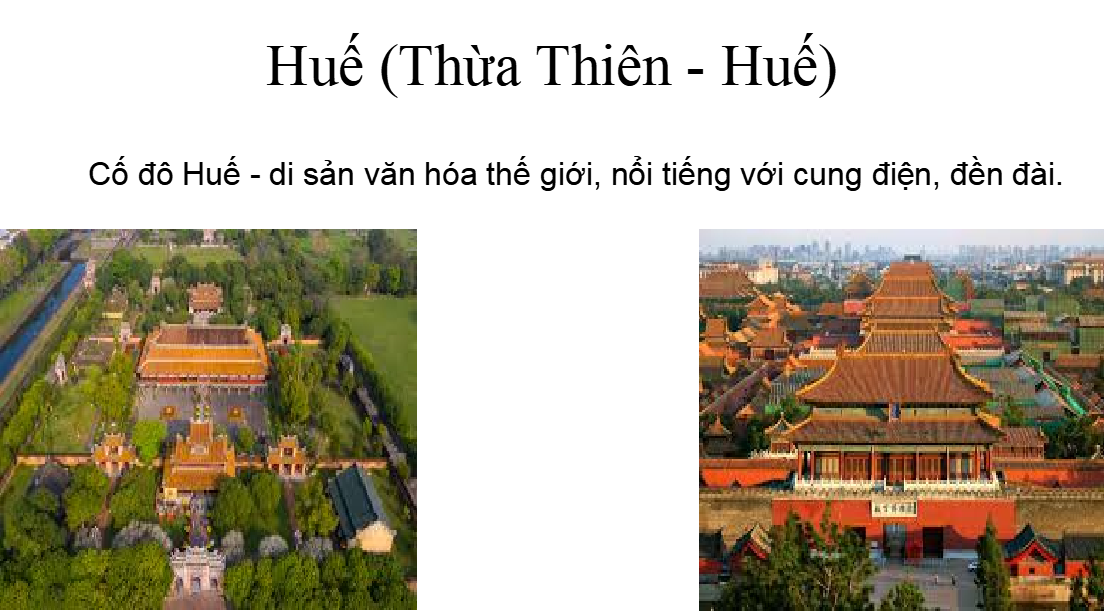 Huế (Thừa Thiên - Huế)
Cố đô Huế - di sản văn hóa thế giới, nổi tiếng với cung điện, đền đài.